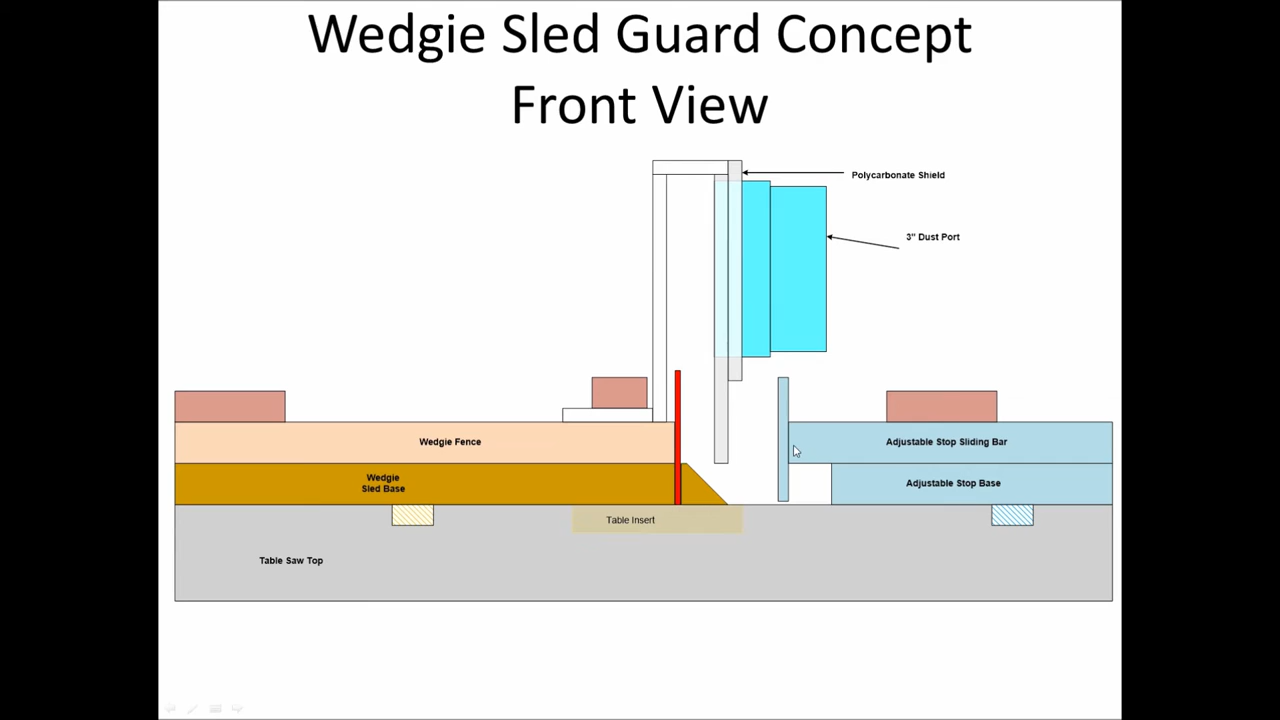 Wedgie Sled Guard Concept
Front View
Polycarbonate Shield
3" Dust Port
Wedgie Fence
Adjustable Stop Sliding Bar
Wedgie
Sled Base
Adjustable Stop Base
Table Insert
Table Saw Top